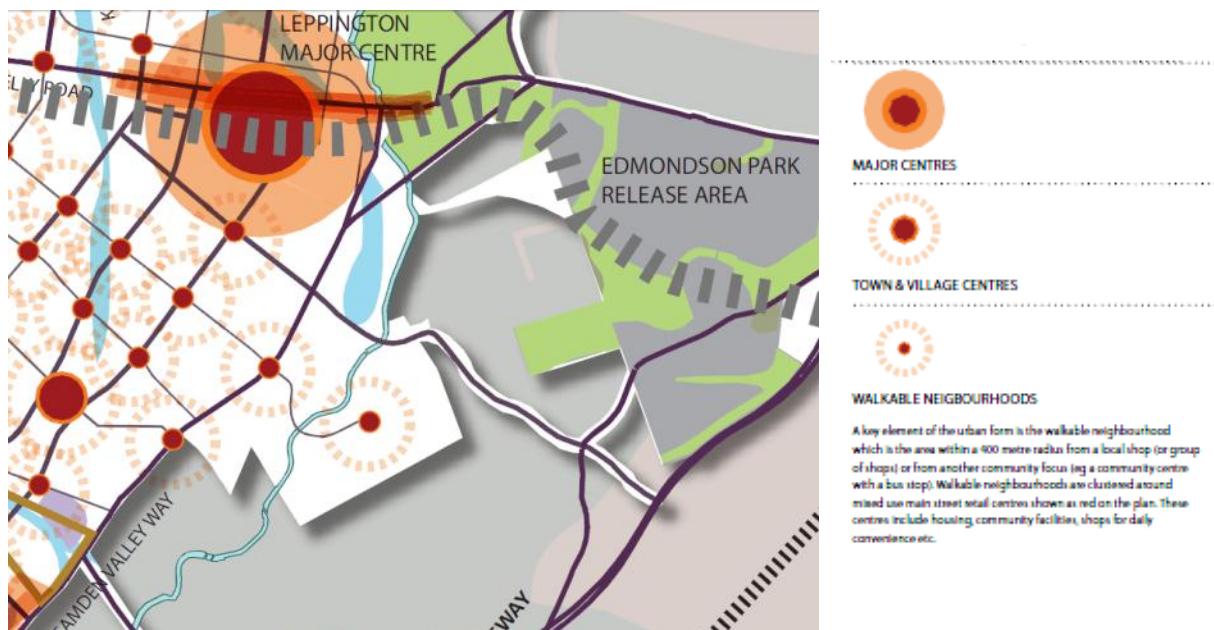 LEPPINGTON
MAJOR CENTRE
ROAD
EDMONDSON PARK
RELEASE AREA
VALLEY WAY
WAY
MAJOR CENTRES
TOWN & VILLAGE CENTRES
WALKABLE NEIGBOURHOODS
A key element of the urban form is the walkable neighbourhood
which is the area within a 400 metre radius from a local shop (or group
of shops) or from another community focus (eg a community centre
with a bus stop). Walkable neighbourhoods are clustered around
mixed use main street retail centres shown as red on the plan. These
centres include housing, community facilities, shops for daily
convenience etc.